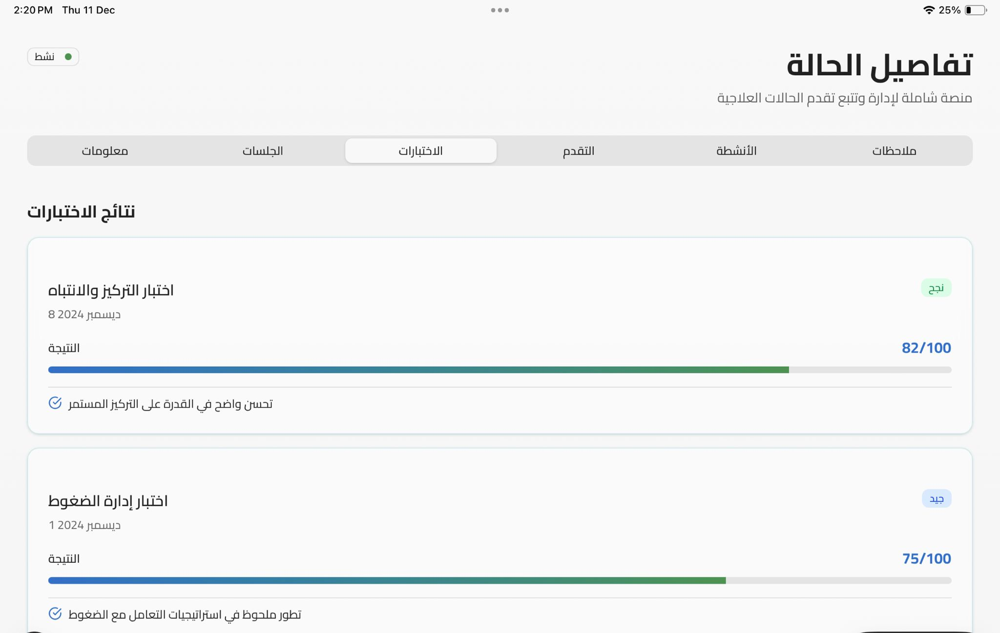 2:20 PM Thu 11 Dec
25%
تفاصيل الحالة
نشط
منصة شاملة لإدارة وتتبع تقدم الحالات العلاجية
ملاحظات
الأنشطة
التقدم
الاختبارات
الجلسات
معلومات
نتائج الاختبارات
نجح
اختبار التركيز والانتباه
8 ديسمبر 2024
82/100
النتيجة
تحسن واضح في القدرة على التركيز المستمر
جيد
اختبار إدارة الضغوط
1 ديسمبر 2024
75/100
النتيجة
تطور ملحوظ في استراتيجيات التعامل مع الضغوط